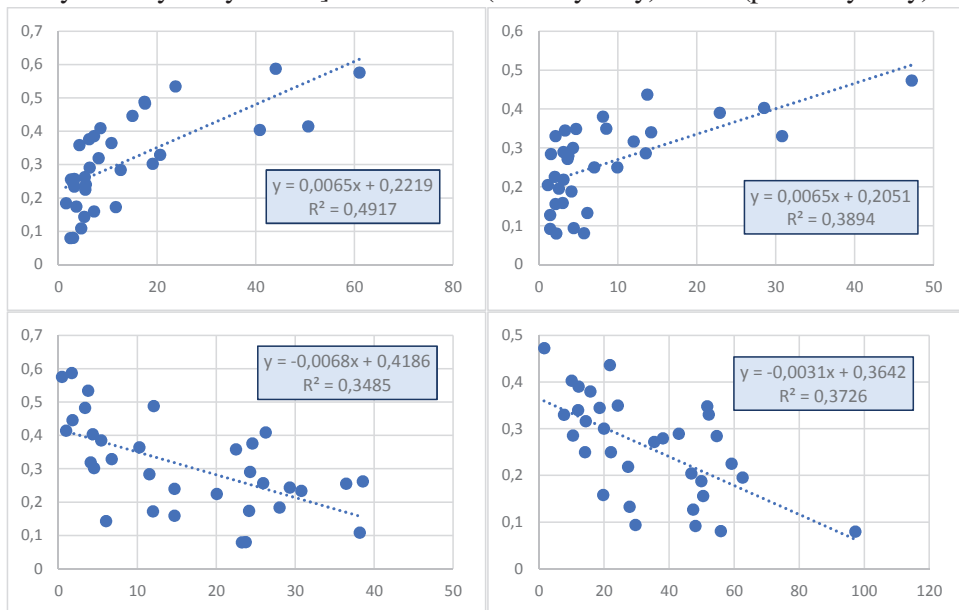 0,7
0,6
0,5
0,4
0,3
0,2
0,1
0
0 20 40 60 80
y = 0,0065x + 0,2219
R² = 0,4917
0,6
0,5
0,4
0,3
0,2
0,1
0
0 10 20 30 40 50
y = 0,0065x + 0,2051
R² = 0,3894
0,7
0,6
0,5
0,4
0,3
0,2
0,1
0
0 10 20 30 40 50
y = -0,0068x + 0,4186
R² = 0,3485
0,5
0,4
0,3
0,2
0,1
0
0 20 40 60 80 100 120
y = -0,0031x + 0,3642
R² = 0,3726